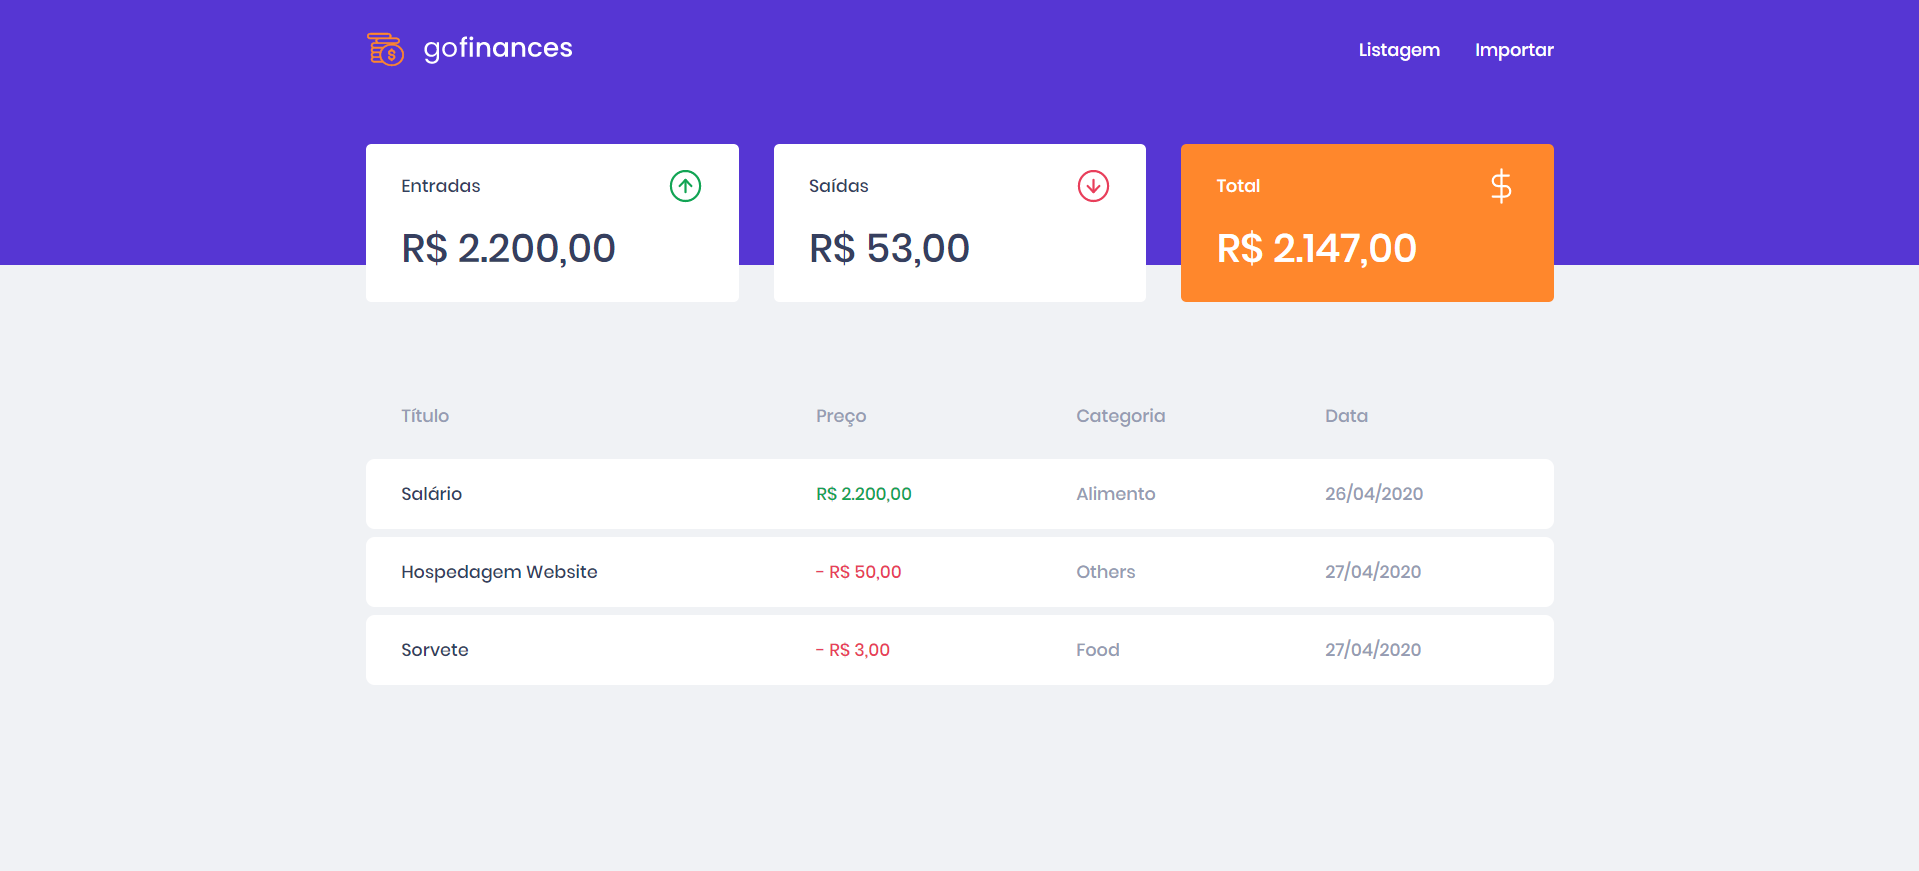 gofinances Listagem Importar
Entradas Saídas Total $
R$ 2.200,00 R$ 53,00 R$ 2.147,00
Título Preço Categoria Data
Salário R$ 2.200,00 Alimento 26/04/2020
Hospedagem Website - R$ 50,00 Others 27/04/2020
Sorvete - R$ 3,00 Food 27/04/2020